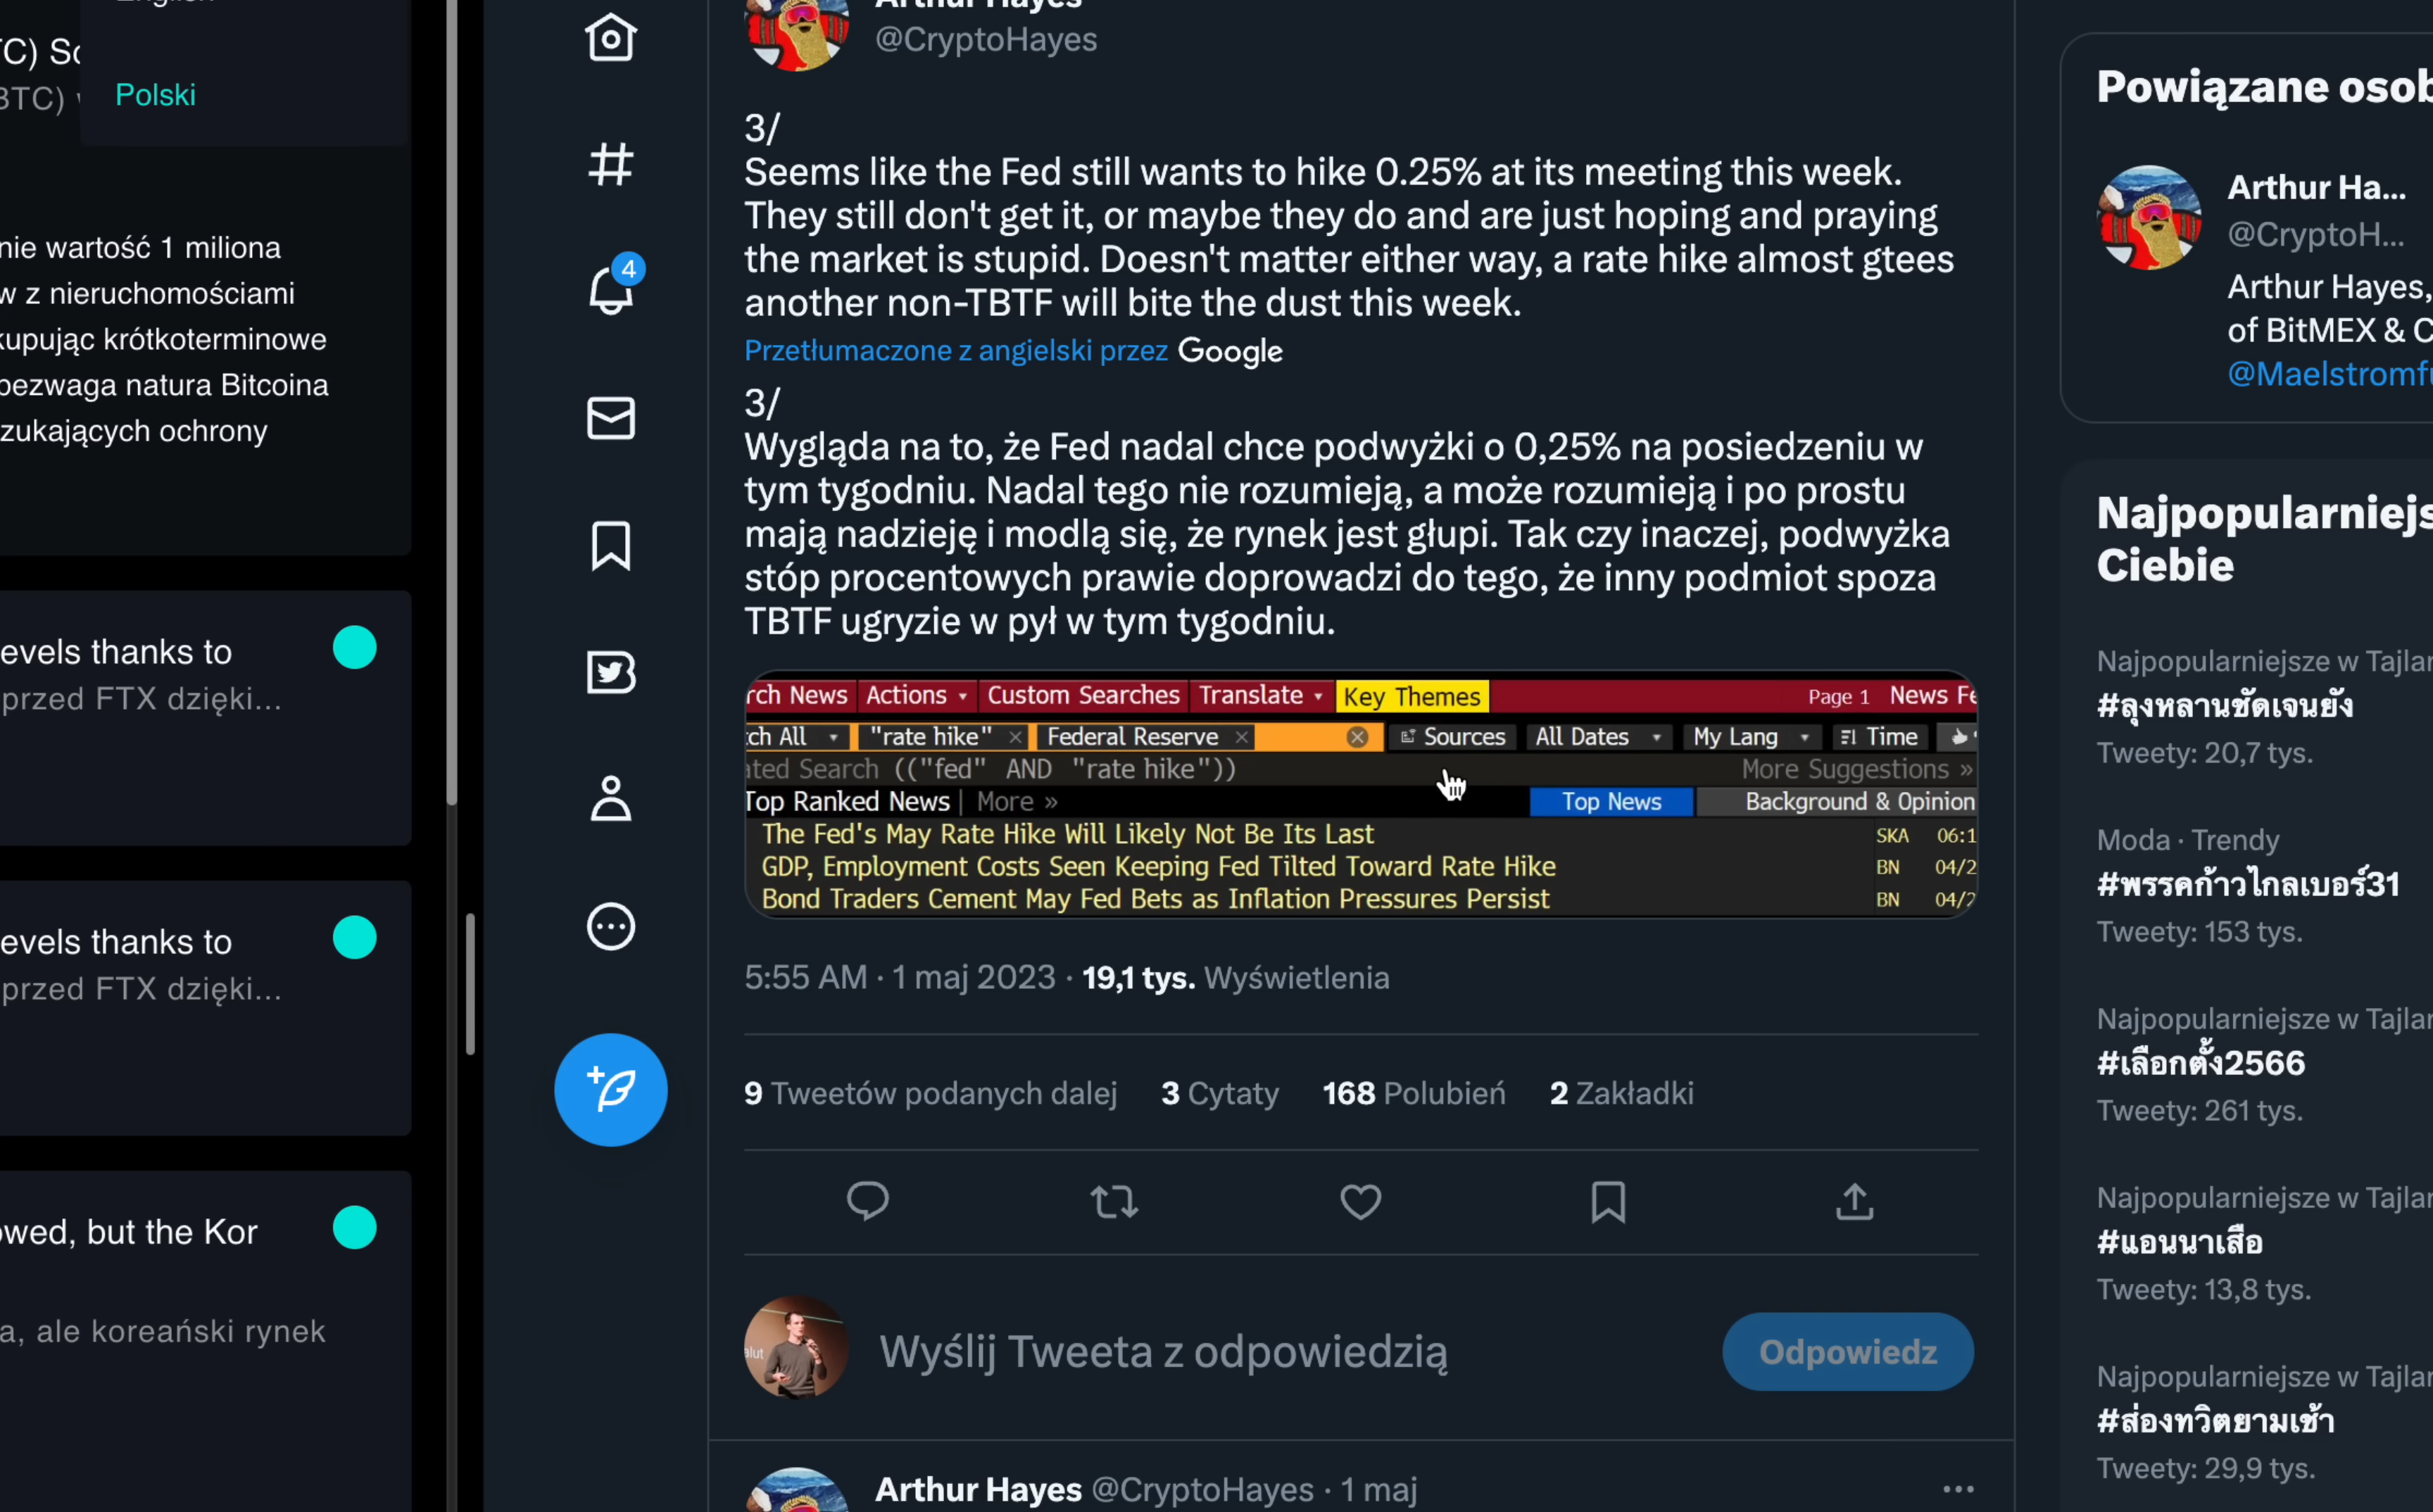 English
Polski
nie wartość 1 miliona
w z nieruchomościami
kupując krótkoterminowe
bezwaga natura Bitcoina
zukających ochrony
evels thanks to
przed FTX dzięki...
evels thanks to
przed FTX dzięki...
owed, but the Kor
a, ale koreański rynek
4
Arthur Hayes
@CryptoHayes
3/
Seems like the Fed still wants to hike 0.25% at its meeting this week.
They still don't get it, or maybe they do and are just hoping and praying
the market is stupid. Doesn't matter either way, a rate hike almost gtees
another non-TBTF will bite the dust this week.
Przetłumaczone z angielski przez Google
3/
Wygląda na to, że Fed nadal chce podwyżki o 0,25% na posiedzeniu w
tym tygodniu. Nadal tego nie rozumieją, a może rozumieją i po prostu
mają nadzieję i modlą się, że rynek jest głupi. Tak czy inaczej, podwyżka
stóp procentowych prawie doprowadzi do tego, że inny podmiot spoza
TBTF ugryzie w pył w tym tygodniu.
rch News Actions Custom Searches Translate Key Themes Page 1 News Fe
ch All "rate hike" × Federal Reserve × Sources All Dates My Lang Time
ated Search (("fed" AND "rate hike")) More Suggestions »
Top Ranked News | More » Top News Background & Opinion
The Fed's May Rate Hike Will Likely Not Be Its Last SKA 06:1
GDP, Employment Costs Seen Keeping Fed Tilted Toward Rate Hike BN 04/2
Bond Traders Cement May Fed Bets as Inflation Pressures Persist BN 04/2
5:55 AM · 1 maj 2023 · 19,1 tys. Wyświetlenia
9 Tweetów podanych dalej 3 Cytaty 168 Polubień 2 Zakładki
Wyślij Tweeta z odpowiedzią
Odpowiedz
Arthur Hayes @CryptoHayes · 1 maj
Powiązane osob
Arthur Ha...
@CryptoH...
Arthur Hayes,
of BitMEX & C
@Maelstromfu
Najpopularniejs
Ciebie
Najpopularniejsze w Tajlan
#ลุงหลานชัดเจนยัง
Tweety: 20,7 tys.
Moda · Trendy
#พรรคก้าวไกลเบอร์31
Tweety: 153 tys.
Najpopularniejsze w Tajlan
#เลือกตั้ง2566
Tweety: 261 tys.
Najpopularniejsze w Tajlan
#แอนนาเสือ
Tweety: 13,8 tys.
Najpopularniejsze w Tajlan
#ส่องทวิตยามเช้า
Tweety: 29,9 tys.